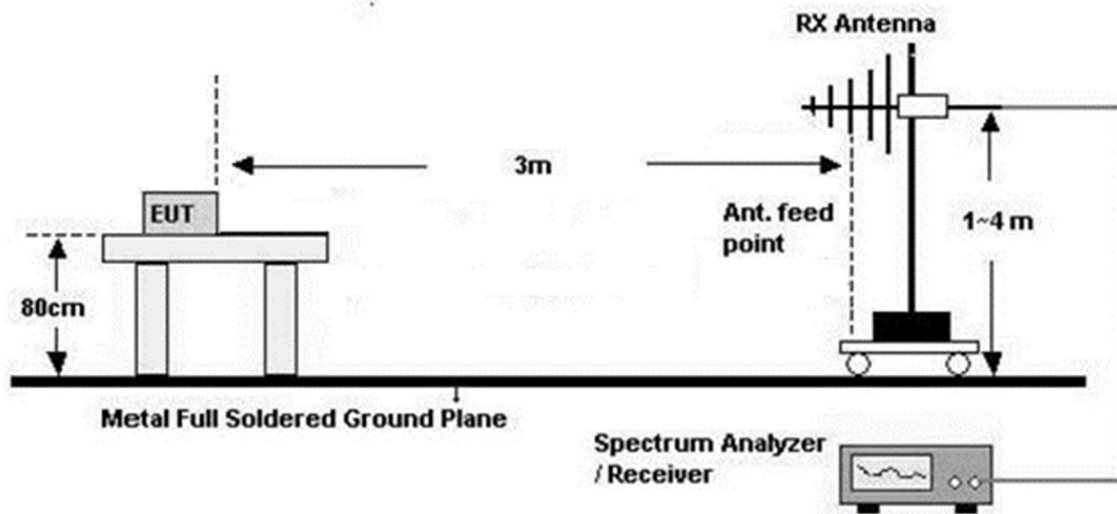 RX Antenna
3m
EUT
Ant. feed
point
1~4 m
80cm
Metal Full Soldered Ground Plane
Spectrum Analyzer
/ Receiver